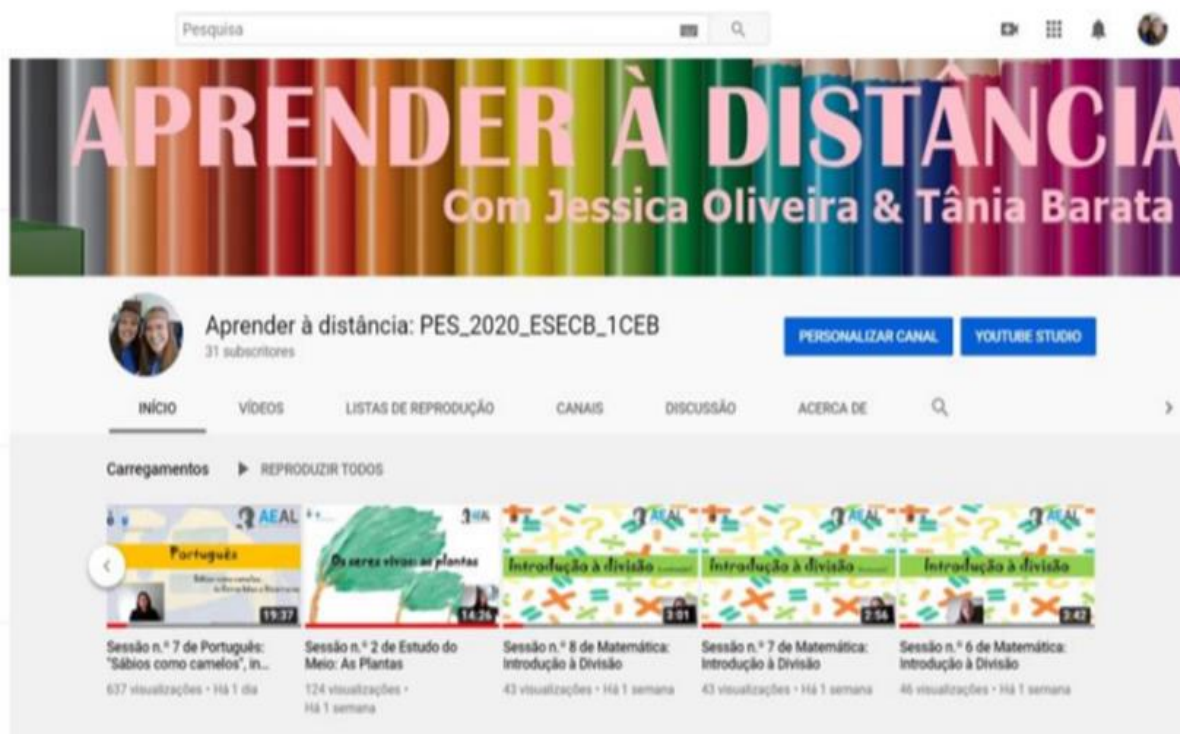 Pesquisa
APRENDER À DISTÂNCIA
Com Jessica Oliveira & Tânia Barata
Aprender à distância: PES_2020_ESECB_1CEB
31 subscritores
PERSONALIZAR CANAL
YOUTUBE STUDIO
INÍCIO VÍDEOS LISTAS DE REPRODUÇÃO CANAIS DISCUSSÃO ACERCA DE
Carregamentos REPRODUZIR TODOS
AEAL
Português
19:37
Os seres vivos: as plantas
14:26
Introdução à divisão
3:01
Introdução à divisão
2:56
AEAL
Introdução à divisão
3:42
Sessão n.º 7 de Português:
"Sábios como camelos", in...
637 visualizações • Há 1 dia
Sessão n.º 2 de Estudo do
Meio: As Plantas
124 visualizações •
Há 1 semana
Sessão n.º 8 de Matemática:
Introdução à Divisão
43 visualizações • Há 1 semana
Sessão n.º 7 de Matemática:
Introdução à Divisão
43 visualizações • Há 1 semana
Sessão n.º 6 de Matemática:
Introdução à Divisão
46 visualizações • Há 1 semana